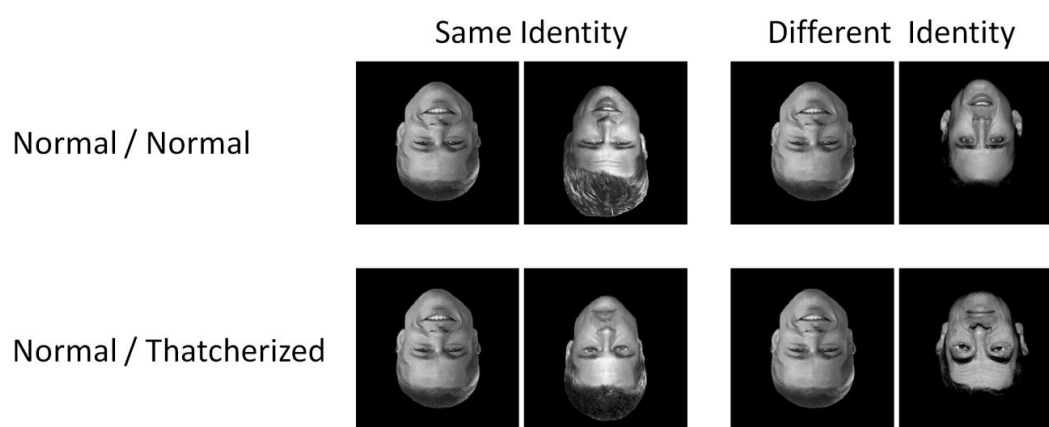 Same Identity
Different Identity
Normal / Normal
Normal / Thatcherized